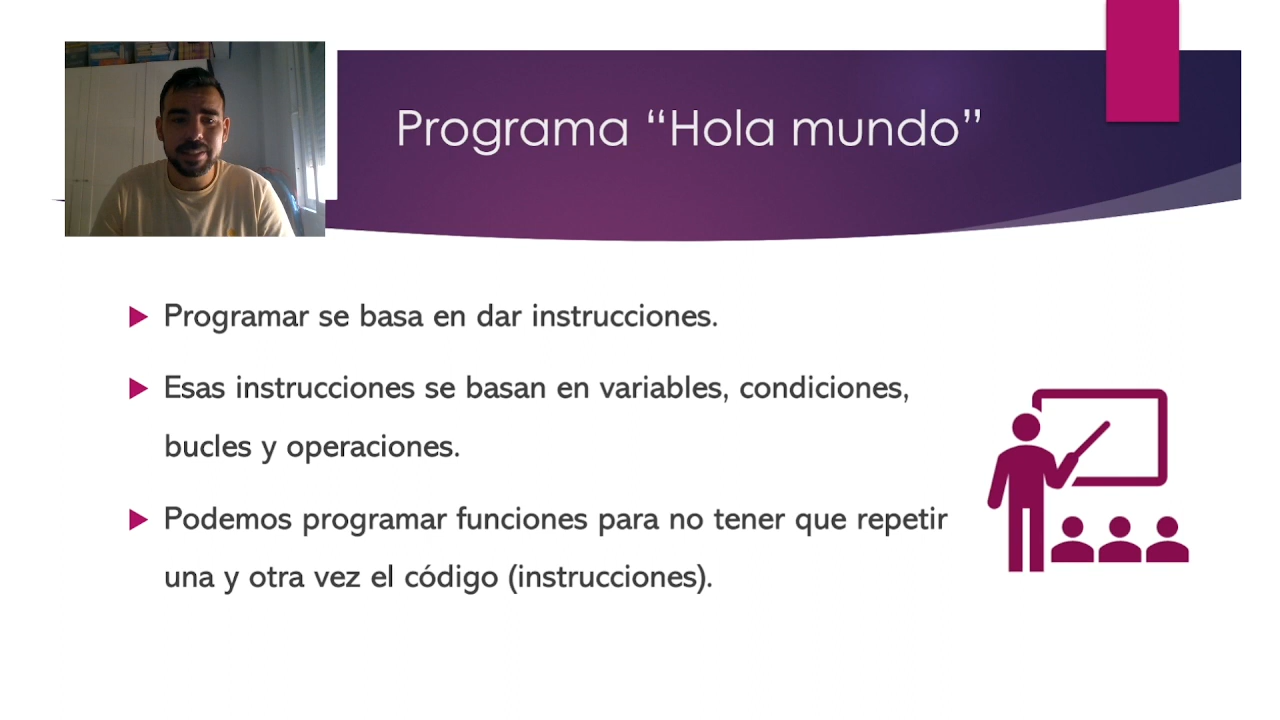 Programa “Hola mundo”
Programar se basa en dar instrucciones.
Esas instrucciones se basan en variables, condiciones,
bucles y operaciones.
Podemos programar funciones para no tener que repetir
una y otra vez el código (instrucciones).